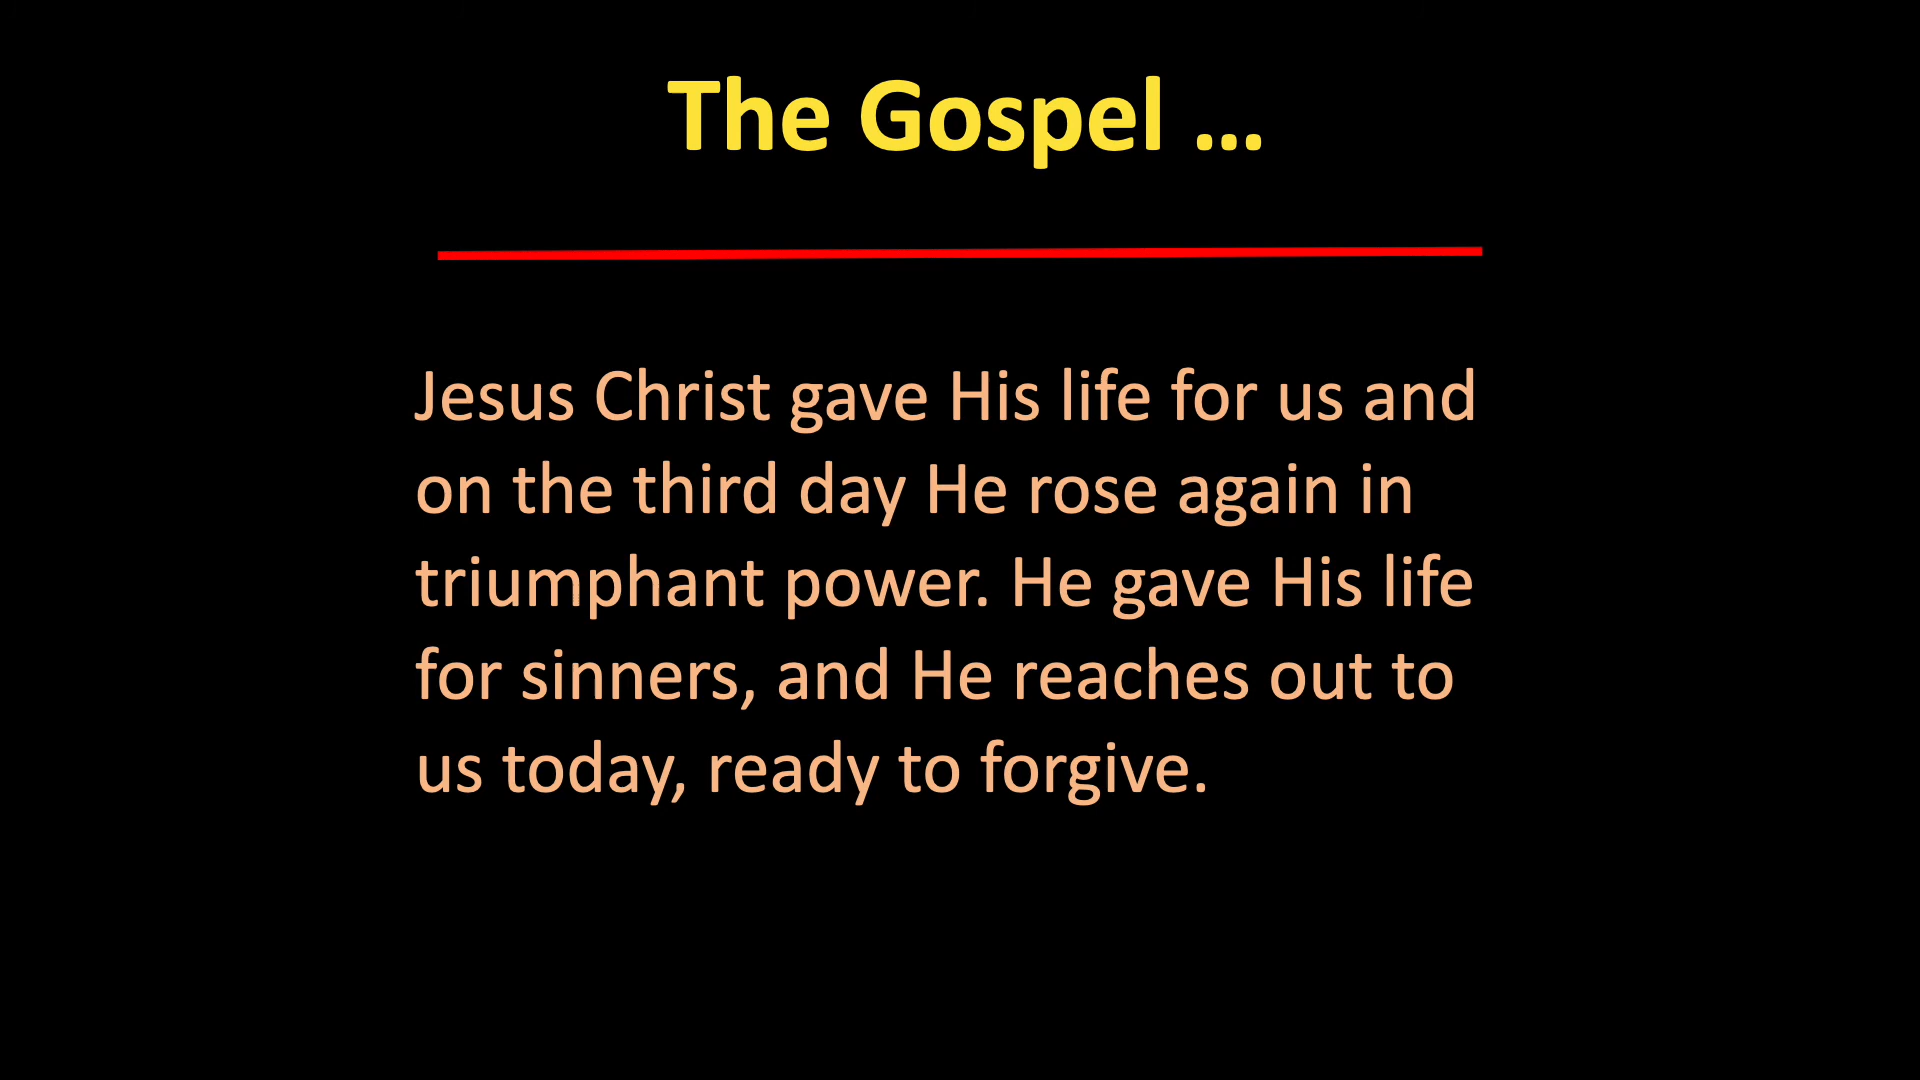 The Gospel ...
Jesus Christ gave His life for us and
on the third day He rose again in
triumphant power. He gave His life
for sinners, and He reaches out to
us today, ready to forgive.